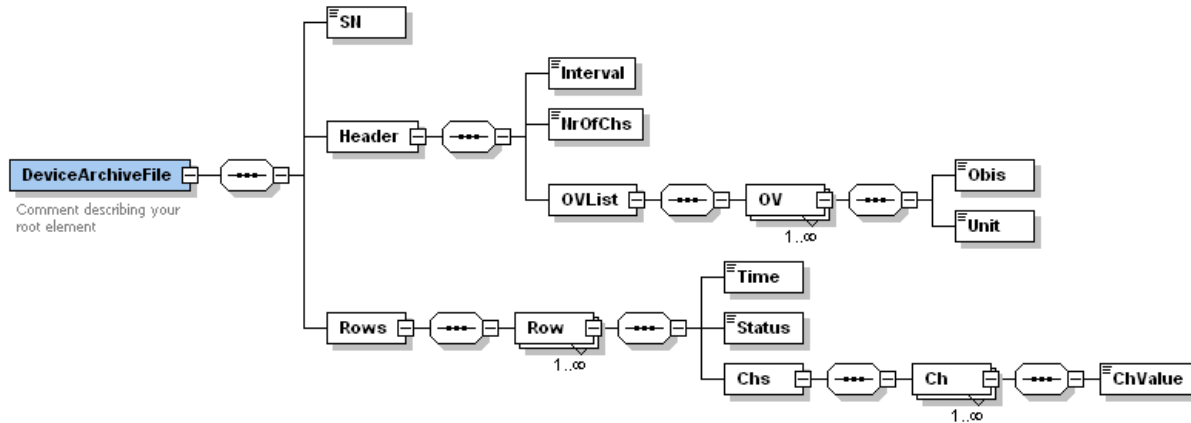 SN
Interval
NrOfChs
Header
DeviceArchiveFile
Comment describing your
root element
OVList
OV
1..∞
Obis
Unit
Time
Rows
Row
1..∞
Status
Chs
Ch
1..∞
ChValue